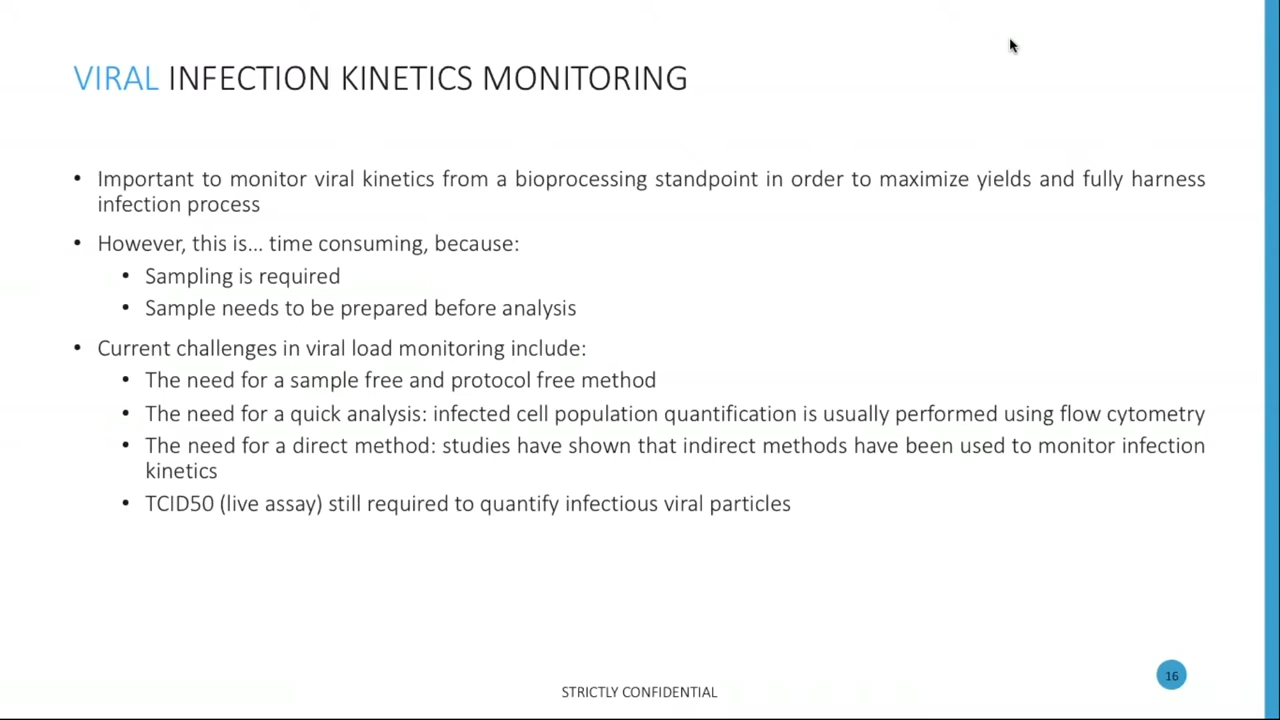 VIRAL INFECTION KINETICS MONITORING
• Important to monitor viral kinetics from a bioprocessing standpoint in order to maximize yields and fully harness
infection process
• However, this is... time consuming, because:
• Sampling is required
• Sample needs to be prepared before analysis
• Current challenges in viral load monitoring include:
• The need for a sample free and protocol free method
• The need for a quick analysis: infected cell population quantification is usually performed using flow cytometry
• The need for a direct method: studies have shown that indirect methods have been used to monitor infection
kinetics
• TCID50 (live assay) still required to quantify infectious viral particles
16
STRICTLY CONFIDENTIAL